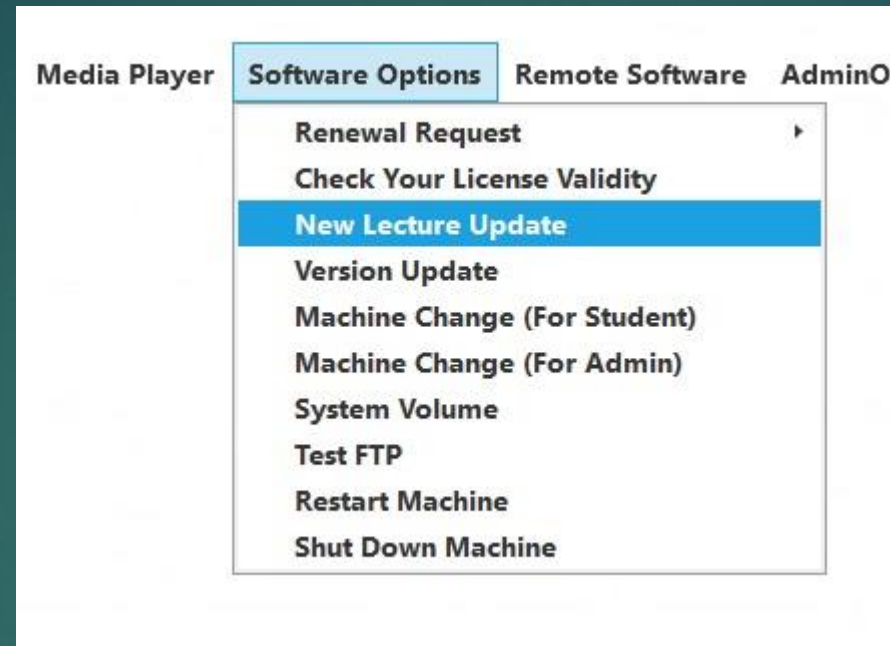 Media Player Software Options Remote Software AdminO
Renewal Request
Check Your License Validity
New Lecture Update
Version Update
Machine Change (For Student)
Machine Change (For Admin)
System Volume
Test FTP
Restart Machine
Shut Down Machine